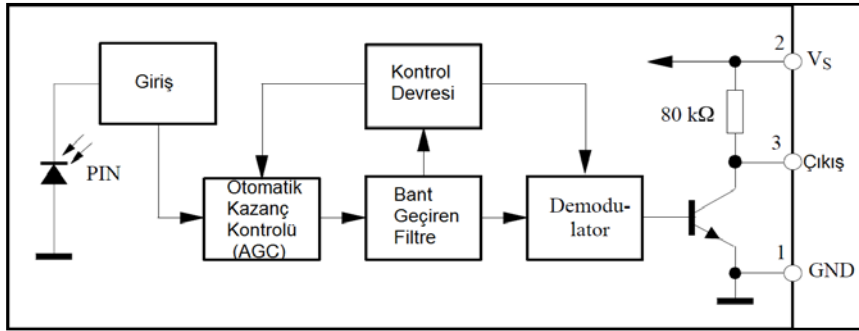 Giriş
PIN
Otomatik
Kazanç
Kontrolü
(AGC)
Kontrol
Devresi
Bant
Geçiren
Filtre
Demodu-
lator
80 kΩ
2
V_S
3
Çıkış
1
GND